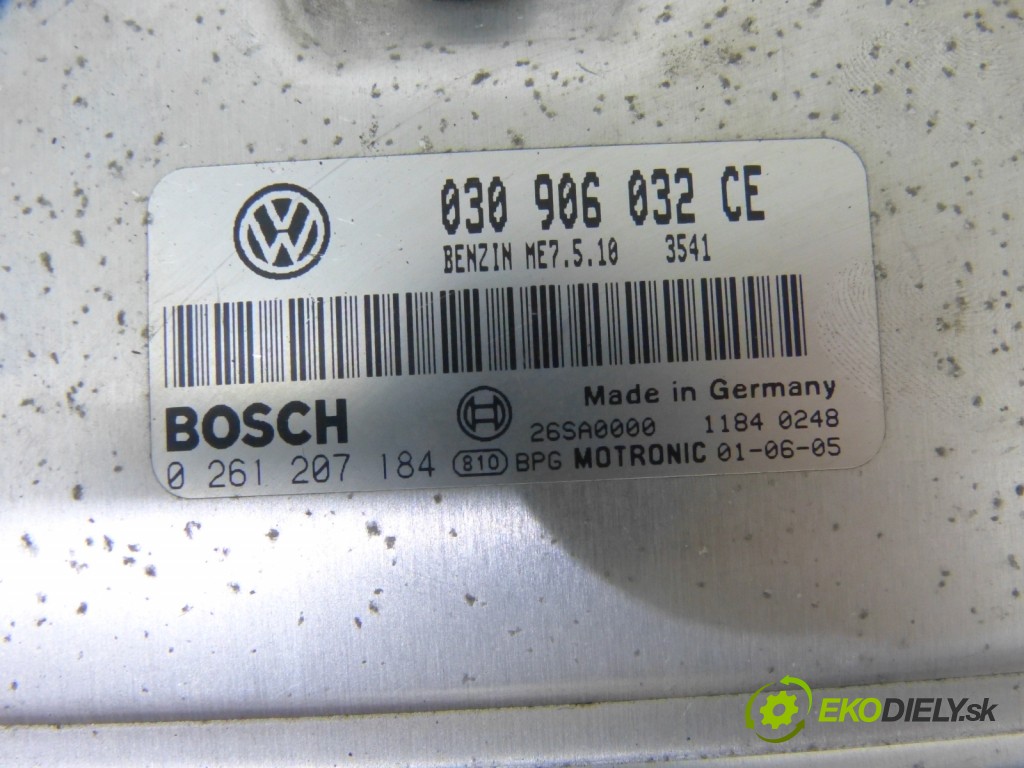 030 906 032 CE
BENZIN ME7.5.10 3541
BOSCH
Made in Germany
26SA0000 1184 0248
0 261 207 184 810 BPG MOTRONIC 01-06-05
EKODIELY.sk